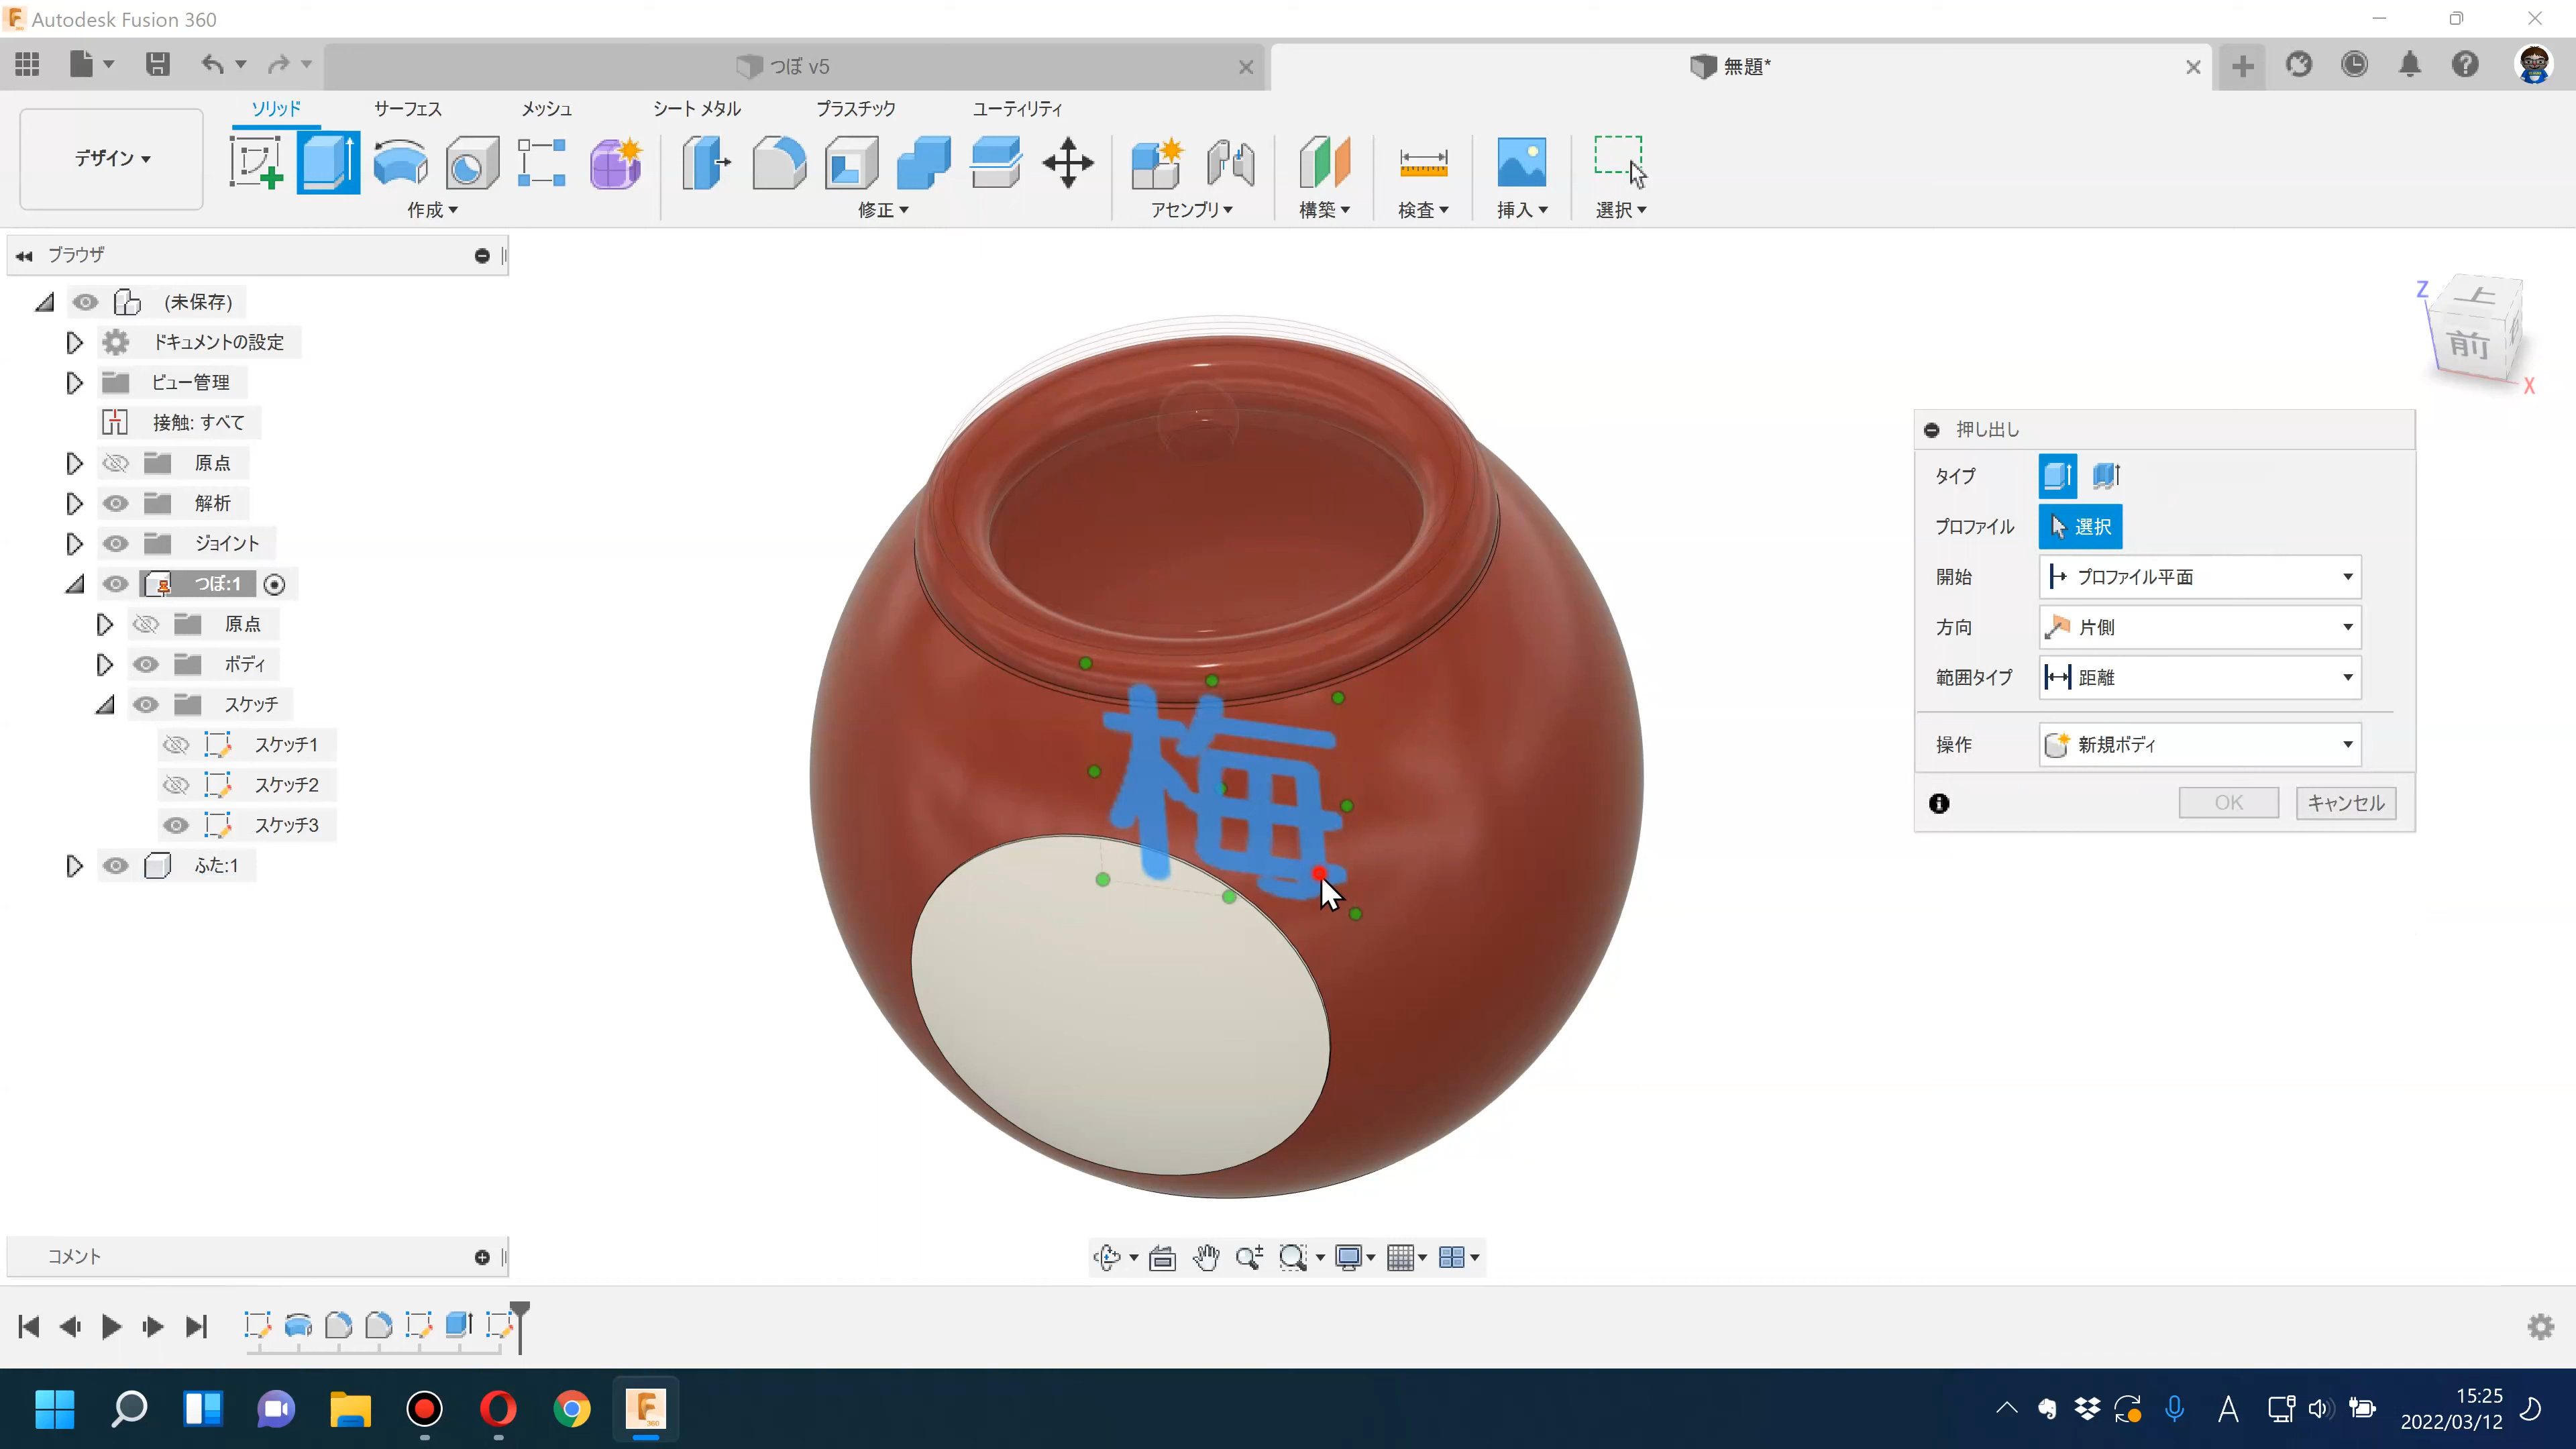 Autodesk Fusion 360
つぼ v5
無題*
ソリッド サーフェス メッシュ シート メタル プラスチック ユーティリティ
デザイン ▾
作成 ▾ 修正 ▾ アセンブリ ▾ 構築 ▾ 検査 ▾ 挿入 ▾ 選択 ▾
ブラウザ
(未保存)
ドキュメントの設定
ビュー管理
接触: すべて
原点
解析
ジョイント
つぼ:1
原点
ボディ
スケッチ
スケッチ1
スケッチ2
スケッチ3
ふた:1
梅
上
前
Z
X
押し出し
タイプ
プロファイル 選択
開始 プロファイル平面
方向 片側
範囲タイプ 距離
操作 新規ボディ
OK キャンセル
コメント
360
A
15:25
2022/03/12